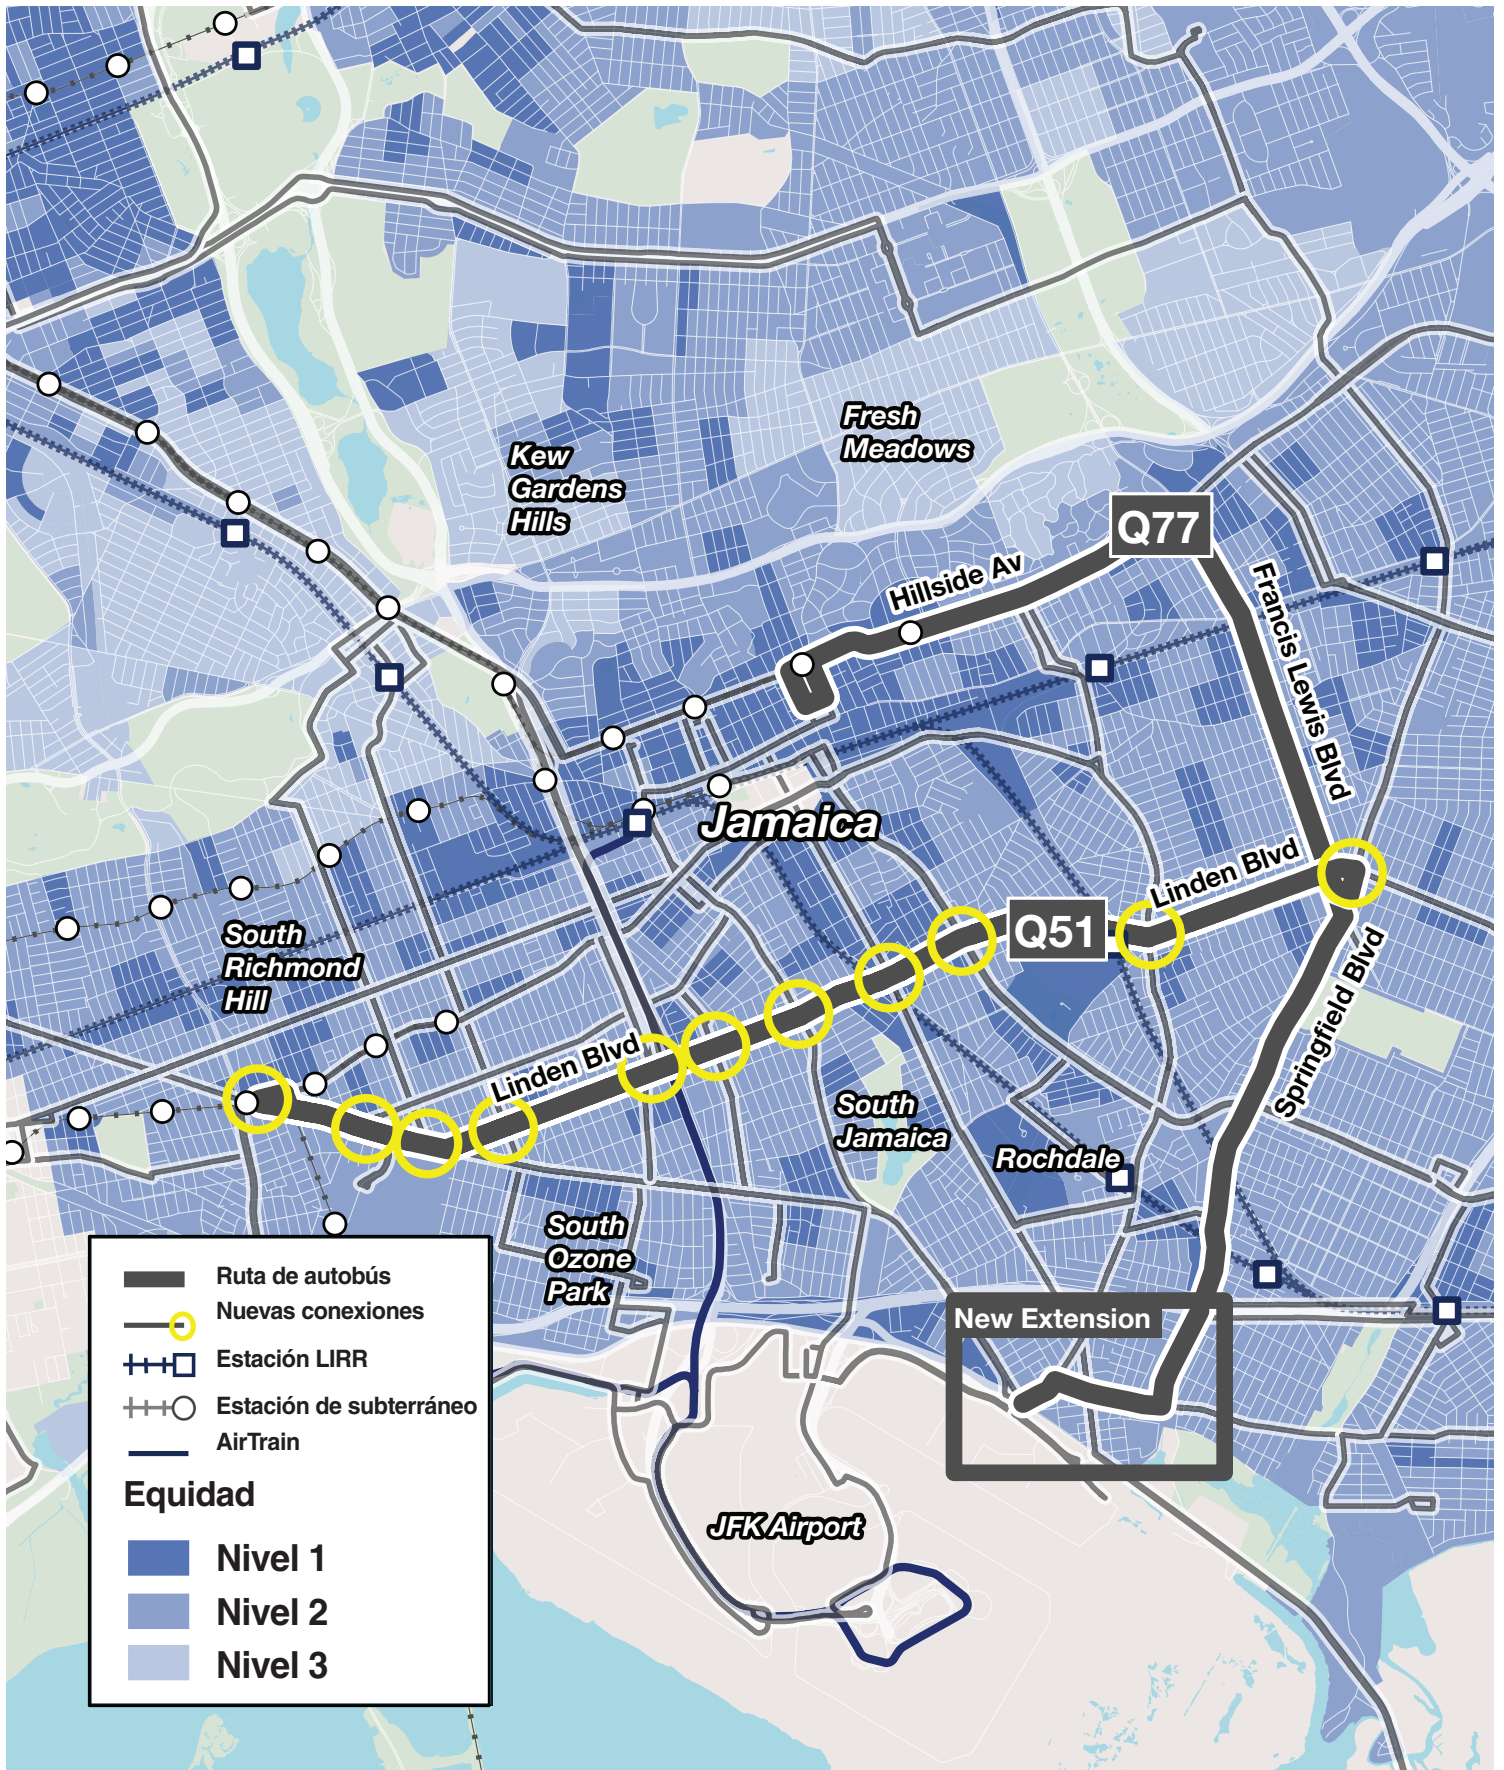 Fresh
Meadows
Kew
Gardens
Hills
Q77
Hillside Av
Francis Lewis Blvd
Jamaica
Linden Blvd
Q51
South
Richmond
Hill
Springfield Blvd
Linden Blvd
South
Jamaica
Rochdale
South
Ozone
Park
New Extension
JFK Airport
Ruta de autobús
Nuevas conexiones
Estación LIRR
Estación de subterráneo
AirTrain
Equidad
Nivel 1
Nivel 2
Nivel 3